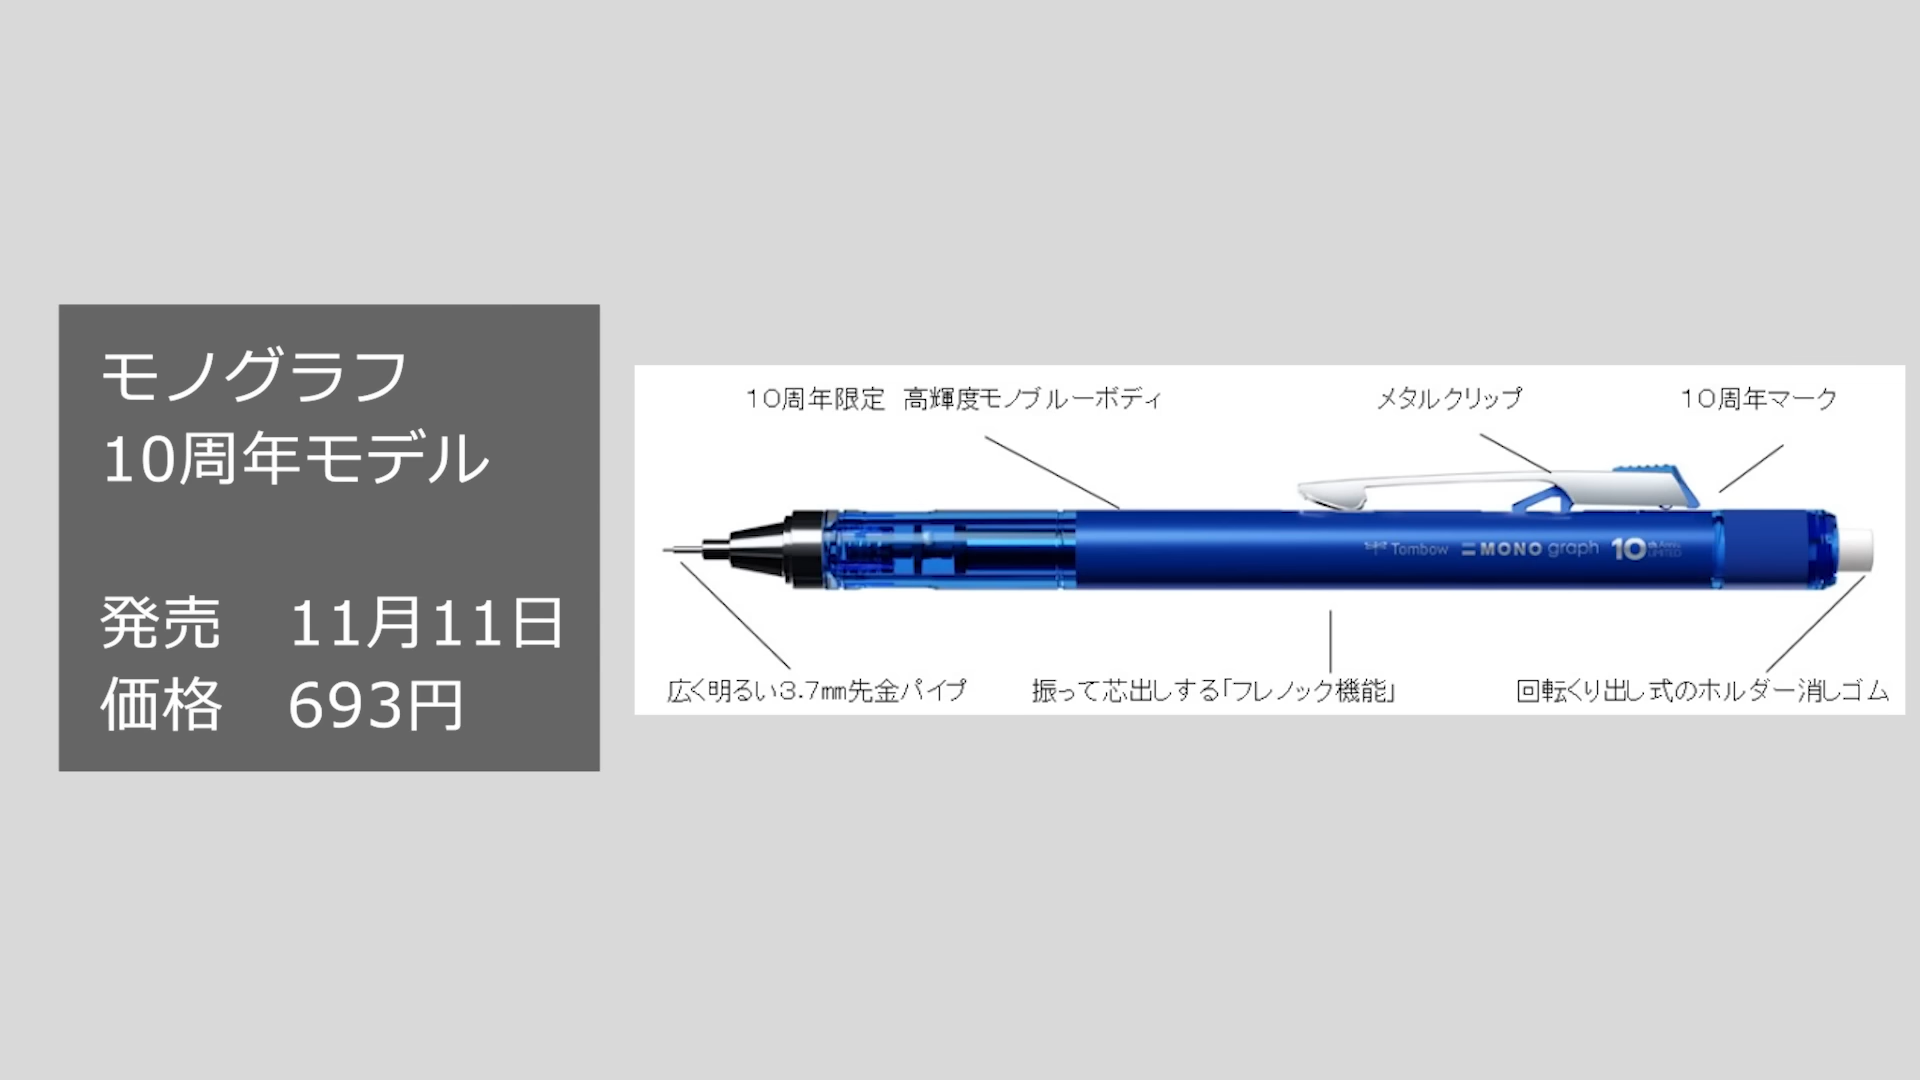 モノグラフ
10周年モデル
発売　11月11日
価格　693円
10周年限定　高輝度モノブルーボディ
メタルクリップ
10周年マーク
Tombow MONO graph 10th Anniv. LIMITED
広く明るい3.7mm先金パイプ
振って芯出しする「フレノック機能」
回転くり出し式のホルダー消しゴム